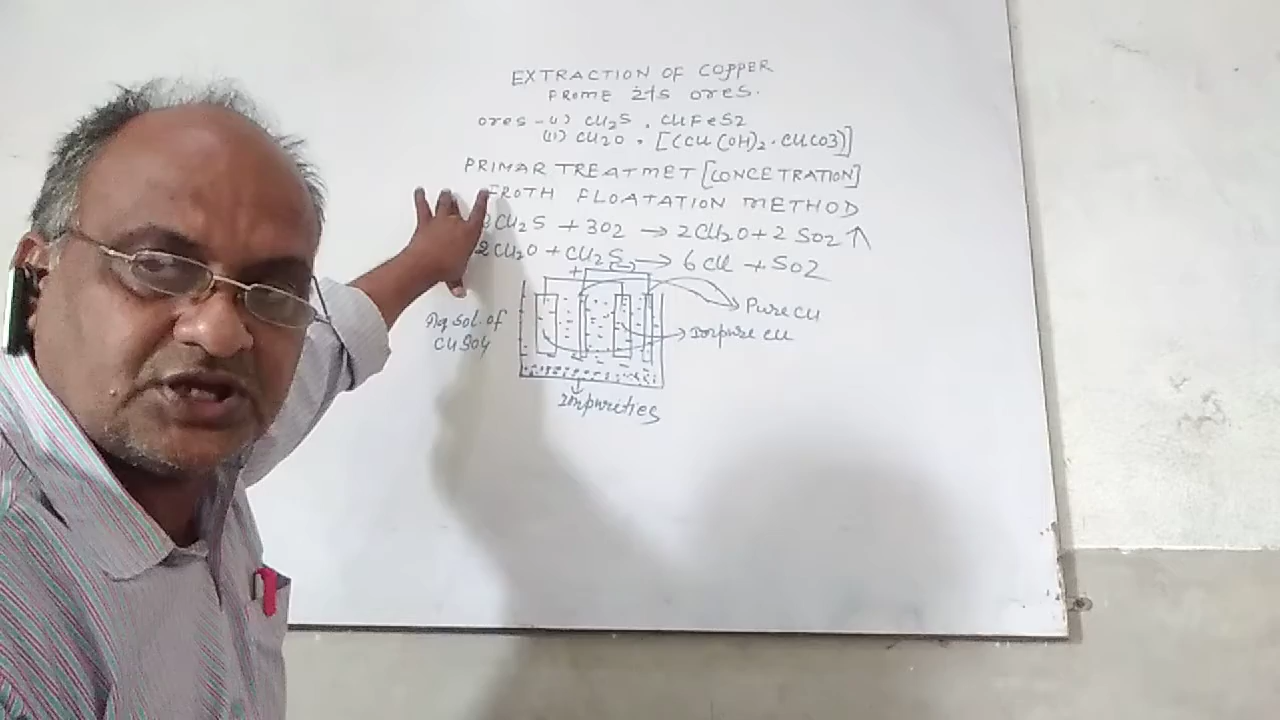 EXTRACTION OF COPPER
FROME its ores.
ores - (i) Cu2S , CuFeS2
(ii) Cu2O , [(Cu(OH)2 . CuCO3)]
PRIMAR TREATMET [CONCETRATION]
FROTH FLOATATION METHOD
Cu2S + 3O2 → 2Cu2O + 2 SO2 ↑
2Cu2O + Cu2S → 6 Cu + SO2
+
Pure Cu
Aq Sol. of
CuSO4
Impure Cu
Impurities